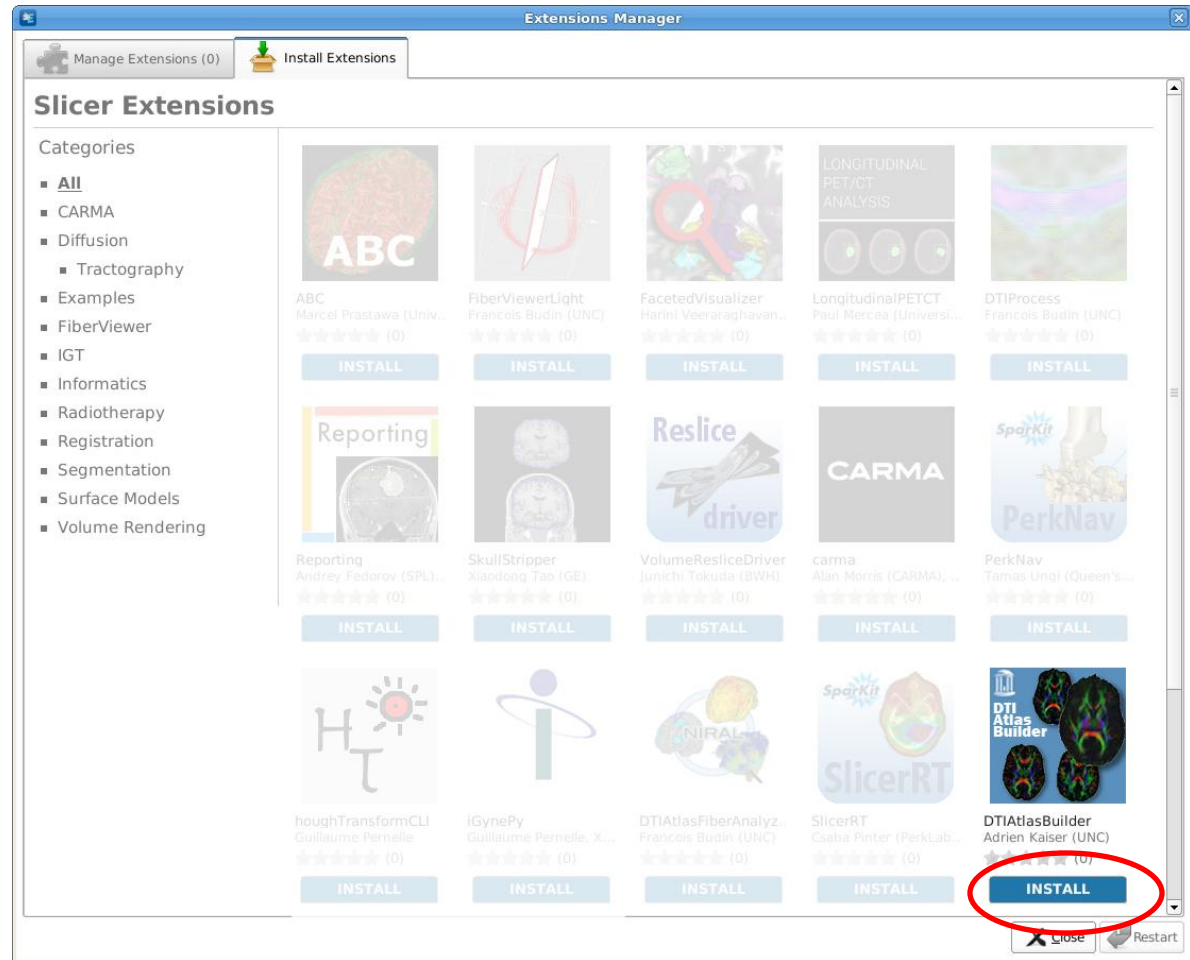 Extensions Manager
Manage Extensions (0)
Install Extensions
Slicer Extensions
Categories
All
CARMA
Diffusion
Tractography
Examples
FiberViewer
IGT
Informatics
Radiotherapy
Registration
Segmentation
Surface Models
Volume Rendering
ABC
LONGITUDINAL
PET/CT
ANALYSIS
ABC
Marcel Prastawa (Univ...
(0)
INSTALL
FiberViewerLight
Francois Budin (UNC)
(0)
INSTALL
FacetedVisualizer
Harini Veeraraghavan...
(0)
INSTALL
LongitudinalPETCT
Paul Mercea (Universi...
(0)
INSTALL
DTIProcess
Francois Budin (UNC)
(0)
INSTALL
Reporting
Reslice
driver
CARMA
SparKit
PerkNav
Reporting
Andrey Fedorov (SPL)...
(0)
INSTALL
SkullStripper
Xiaodong Tao (GE)
(0)
INSTALL
VolumeResliceDriver
Junichi Tokuda (BWH)
(0)
INSTALL
carma
Alan Morris (CARMA), ...
(0)
INSTALL
PerkNav
Tamas Ungi (Queen's...
(0)
INSTALL
H
T
i
NIRAL
SparKit
SlicerRT
DTI
Atlas
Builder
houghTransformCLI
Guillaume Pernelle
(0)
INSTALL
iGynePy
Guillaume Pernelle, X...
(0)
INSTALL
DTIAtlasFiberAnalyz...
Francois Budin (UNC)
(0)
INSTALL
SlicerRT
Csaba Pinter (PerkLab...
(0)
INSTALL
DTIAtlasBuilder
Adrien Kaiser (UNC)
(0)
INSTALL
Close
Restart